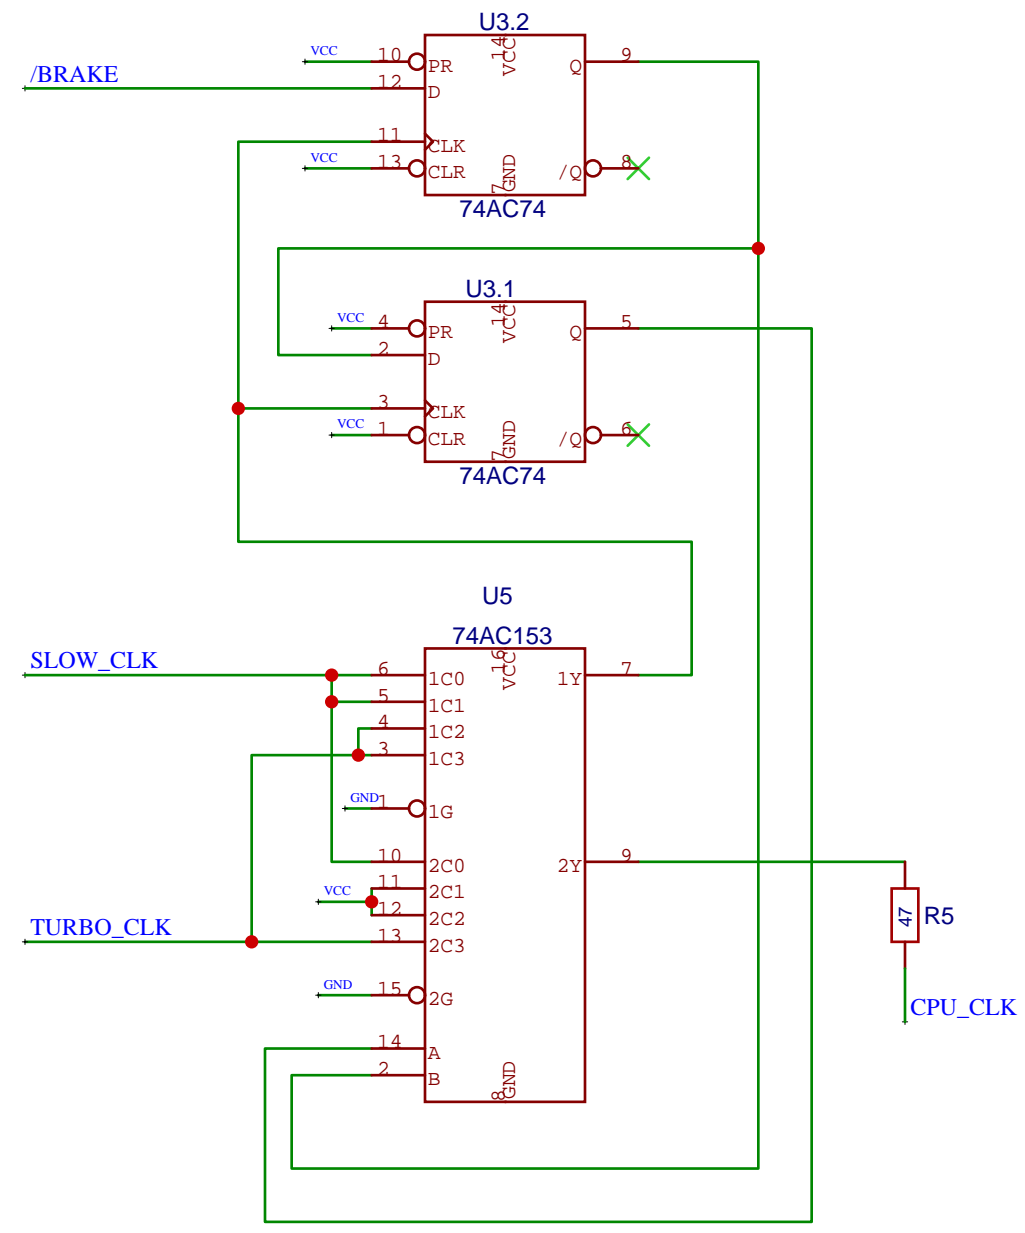 U3.2
VCC 10 PR 14 VCC Q 9
/BRAKE 12 D
11 CLK
VCC 13 CLR 7 GND /Q 8
74AC74
U3.1
VCC 4 PR 14 VCC Q 5
2 D
3 CLK
VCC 1 CLR 7 GND /Q 6
74AC74
U5
74AC153
SLOW_CLK 6 1C0 16 VCC 1Y 7
5 1C1
4 1C2
3 1C3
GND 1 1G
10 2C0 2Y 9
11 2C1
VCC
12 2C2
47 R5
TURBO_CLK 13 2C3
GND 15 2G
CPU_CLK
14 A
2 B 8 GND